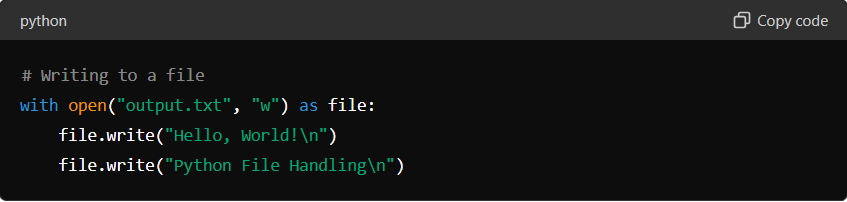 python
Copy code
# Writing to a file
with open("output.txt", "w") as file:
    file.write("Hello, World!\n")
    file.write("Python File Handling\n")